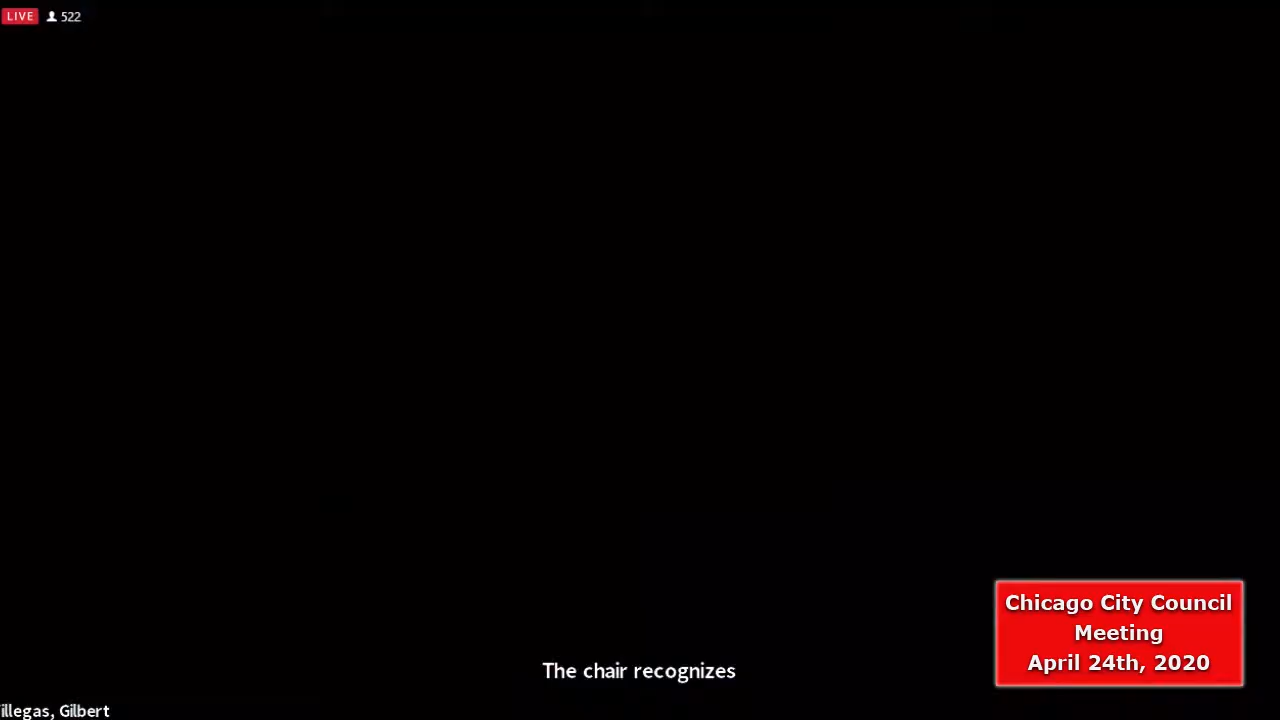 LIVE 522
Chicago City Council
Meeting
April 24th, 2020
The chair recognizes
illegas, Gilbert